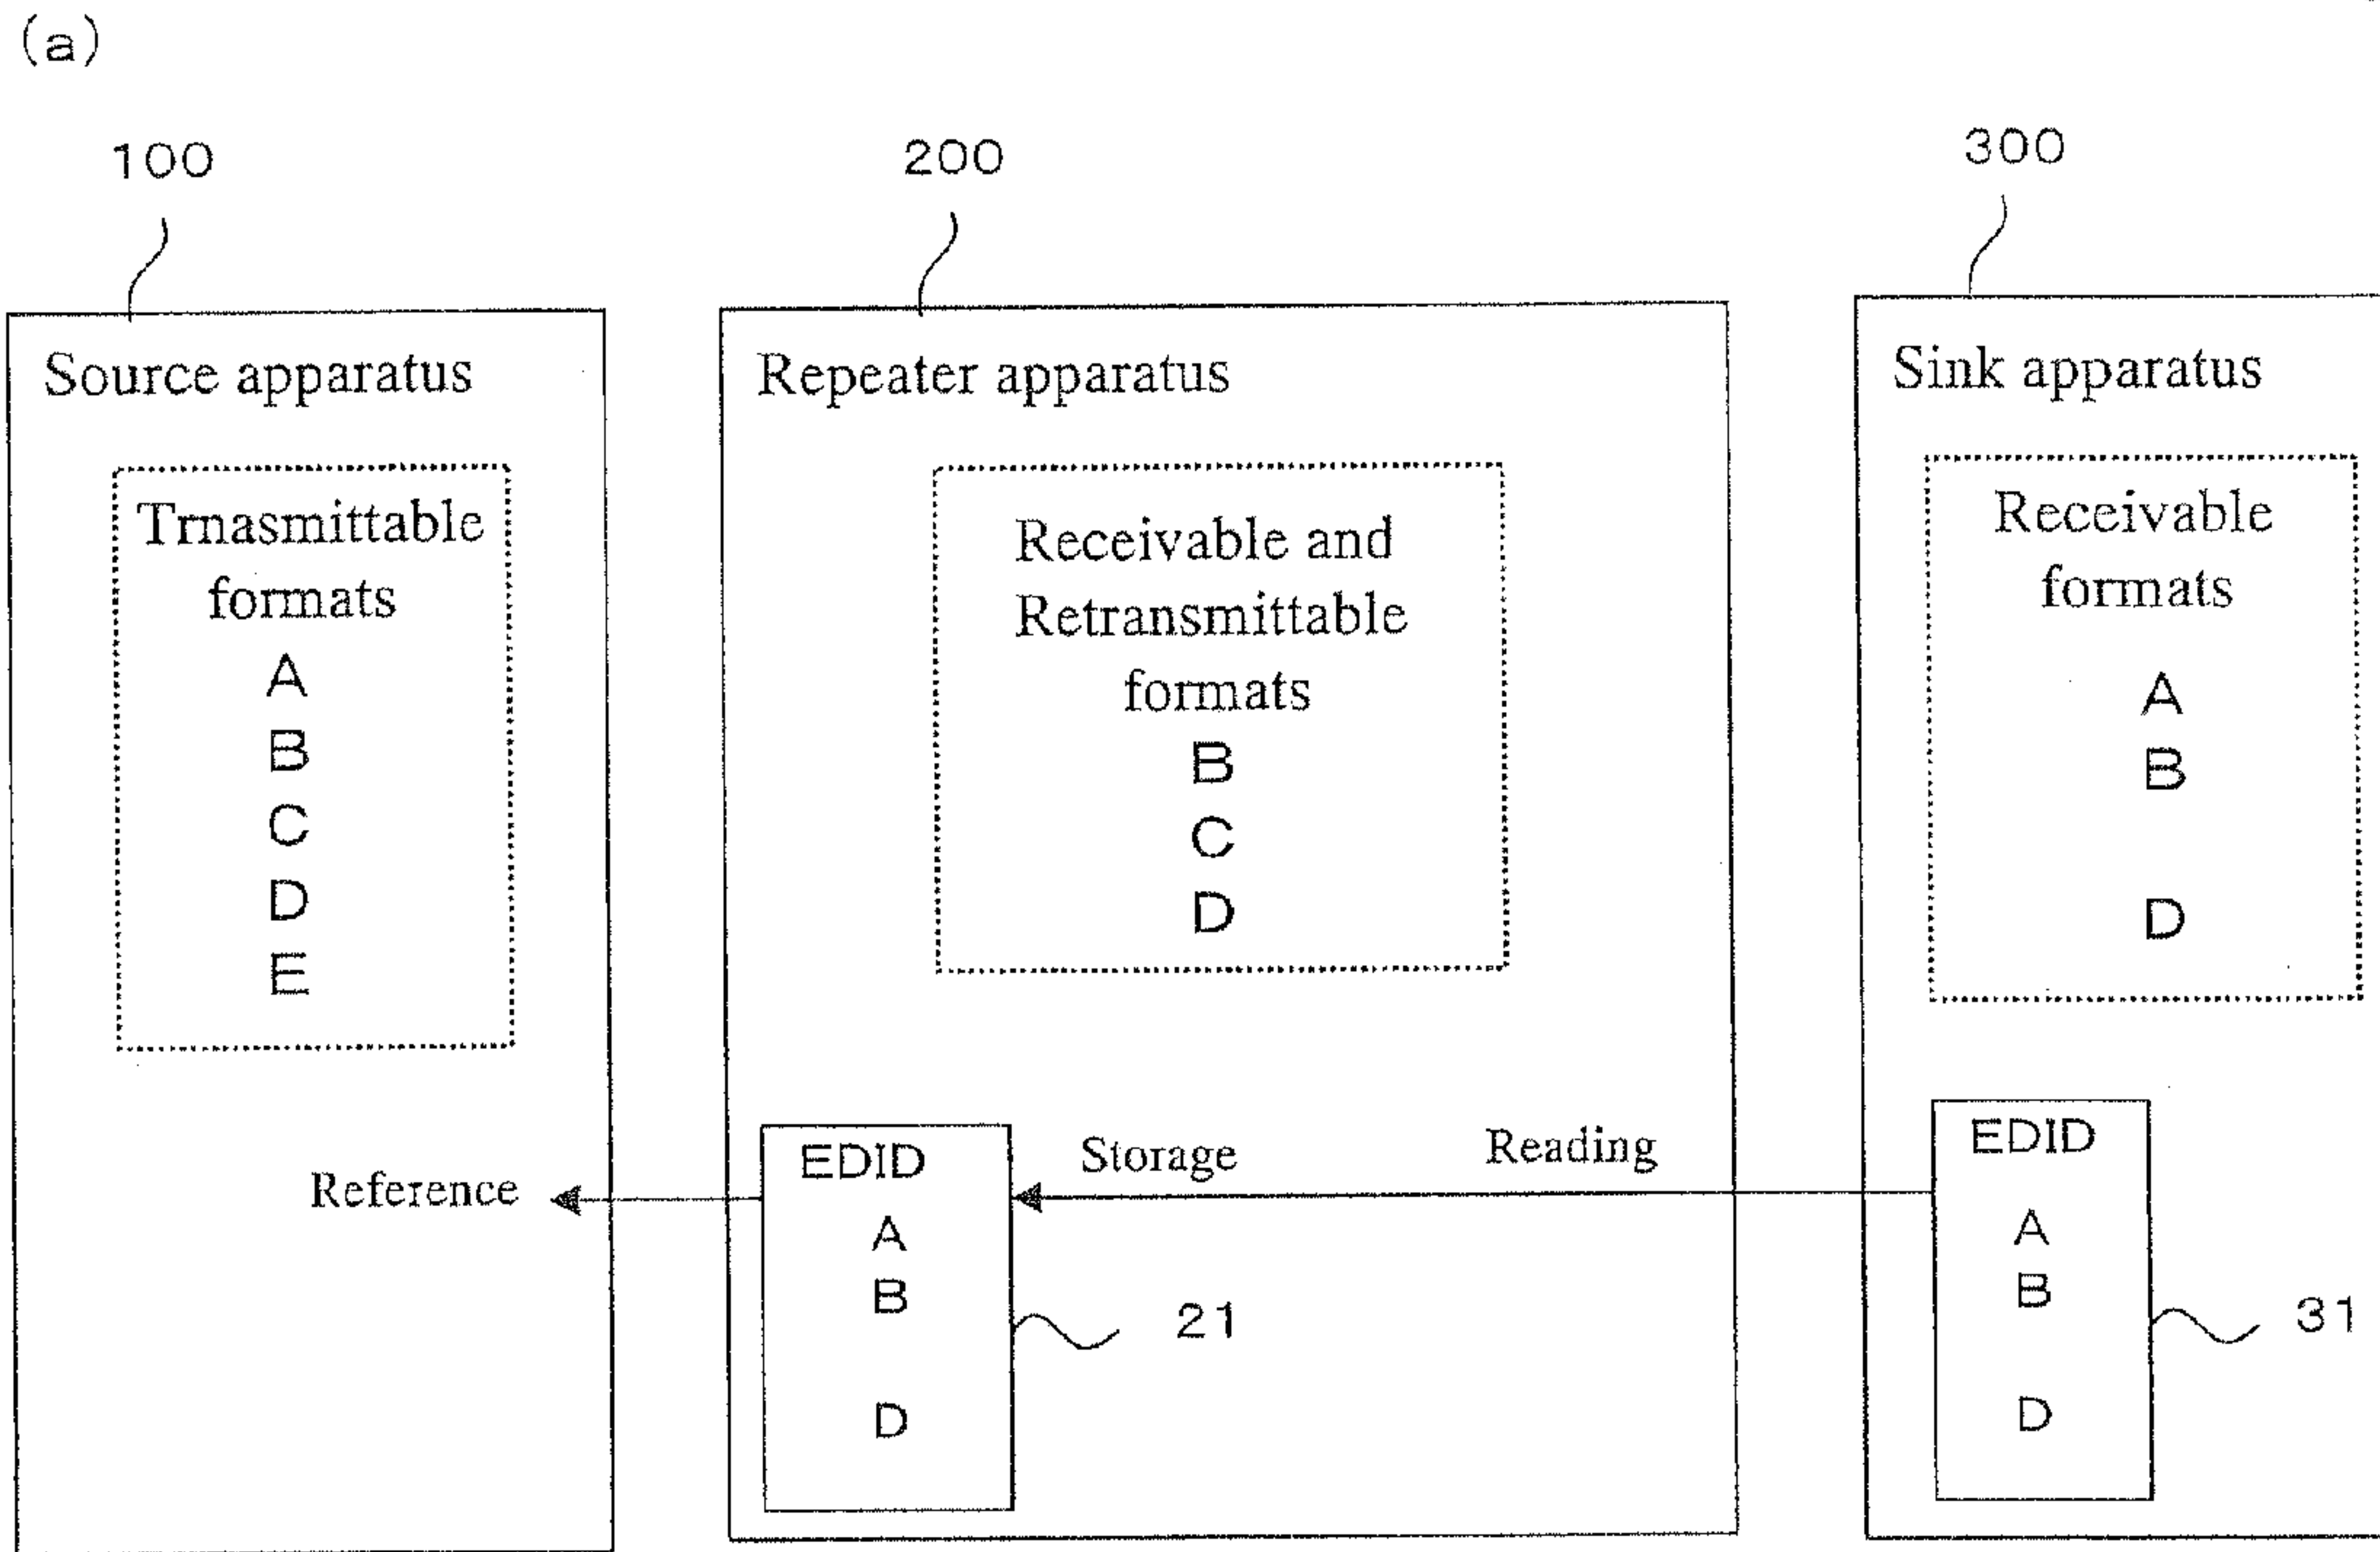 (a)
100
200
300
Source apparatus
Trnasmittable
formats
A
B
C
D
E
Reference
Repeater apparatus
Receivable and
Retransmittable
formats
B
C
D
EDID
A
B
D
21
Storage
Reading
Sink apparatus
Receivable
formats
A
B
D
EDID
A
B
D
31